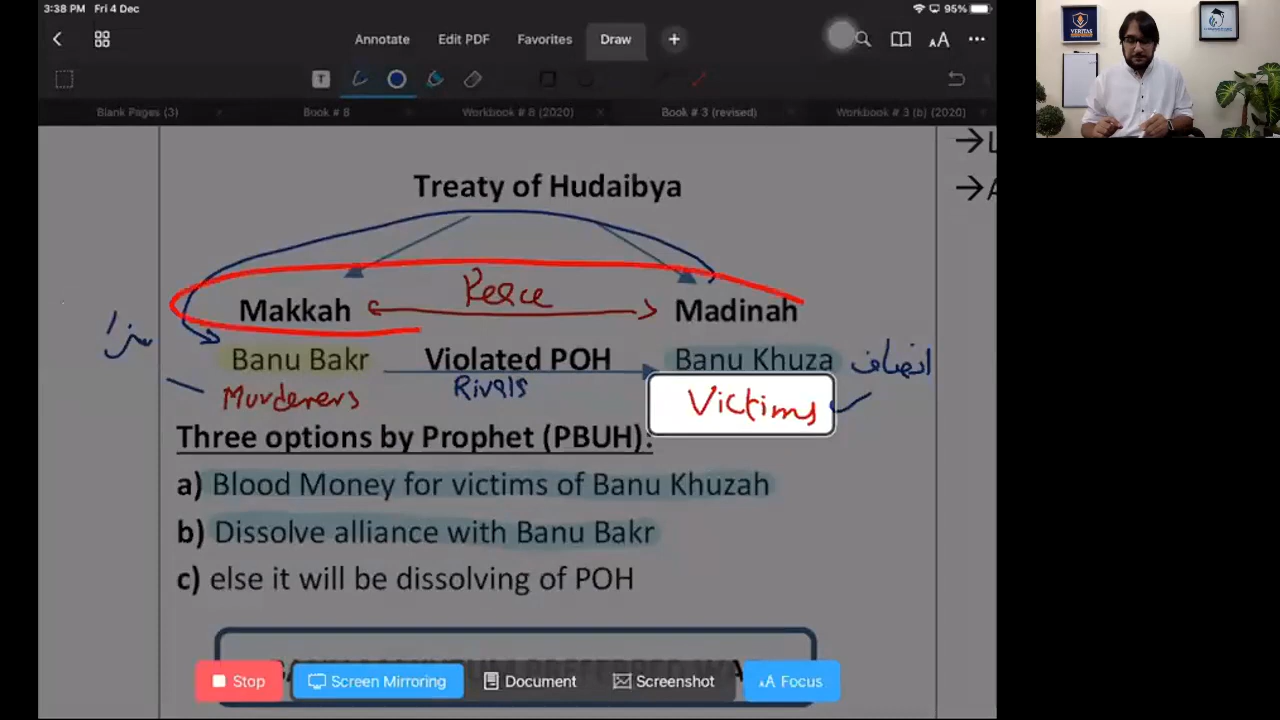 3:38 PM Fri 4 Dec 95%
Annotate Edit PDF Favorites Draw
T
Blank Pages (3) Book # 8 Workbook # 8 (2020) Book # 3 (revised) Workbook # 3 (b) (2020)
VERITAS
Treaty of Hudaibya
Peace
Makkah Madinah
سزا Banu Bakr Violated POH Banu Khuza انصاف
Murderers Rivals Victims
Three options by Prophet (PBUH):
a) Blood Money for victims of Banu Khuzah
b) Dissolve alliance with Banu Bakr
c) else it will be dissolving of POH
Stop Screen Mirroring Document Screenshot AA Focus